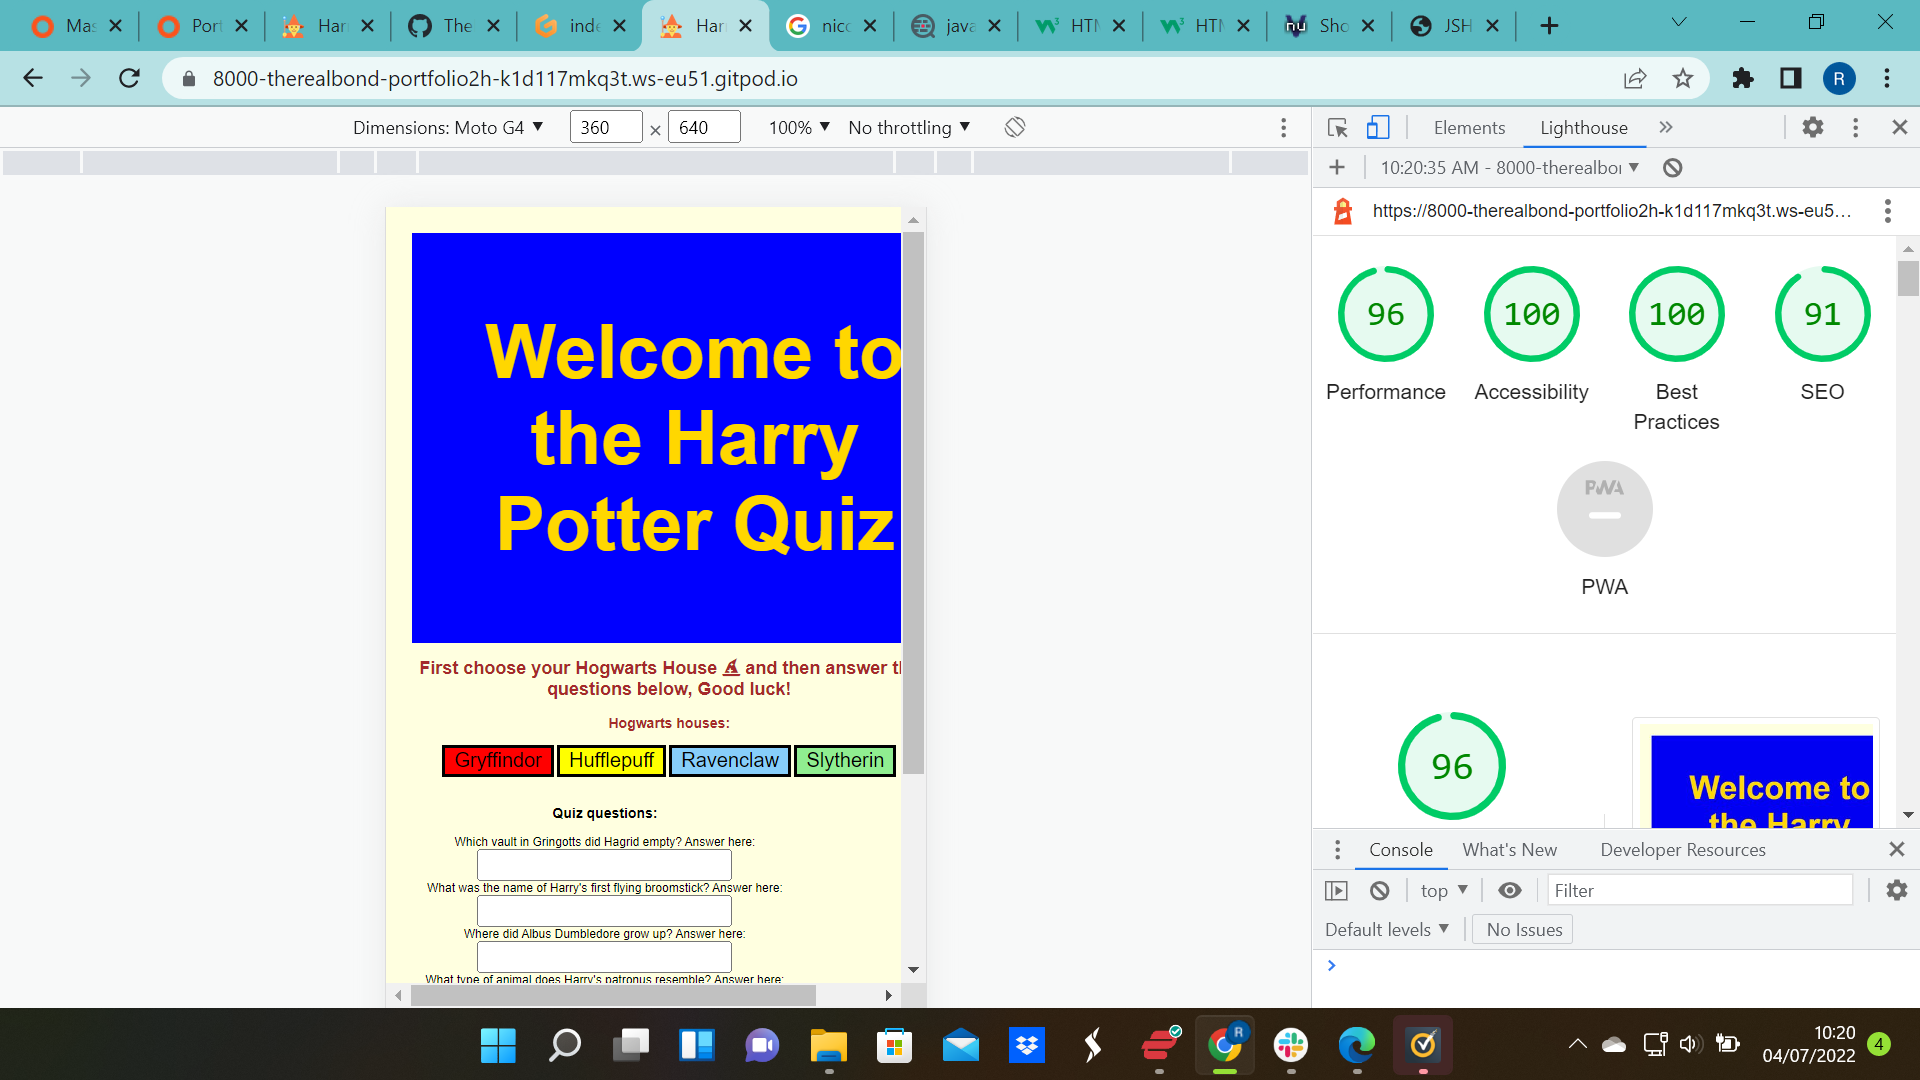 Mas
Port
Harr
The
inde
Harr
nicc
java
HTM
HTM
nu
Sho
JSH
8000-therealbond-portfolio2h-k1d117mkq3t.ws-eu51.gitpod.io
R
Dimensions: Moto G4
360
×
640
100%
No throttling
Elements
Lighthouse
10:20:35 AM - 8000-therealbo
https://8000-therealbond-portfolio2h-k1d117mkq3t.ws-eu5…
Welcome to
the Harry
Potter Quiz
First choose your Hogwarts House and then answer th
questions below, Good luck!
Hogwarts houses:
Gryffindor
Hufflepuff
Ravenclaw
Slytherin
Quiz questions:
Which vault in Gringotts did Hagrid empty? Answer here:
What was the name of Harry's first flying broomstick? Answer here:
Where did Albus Dumbledore grow up? Answer here:
What type of animal does Harry's patronus resemble? Answer here:
96
100
100
91
Performance
Accessibility
Best
Practices
SEO
PWA
PWA
96
Welcome to
the Harry
Console
What's New
Developer Resources
top
Filter
Default levels
No Issues
R
10:20
04/07/2022
4